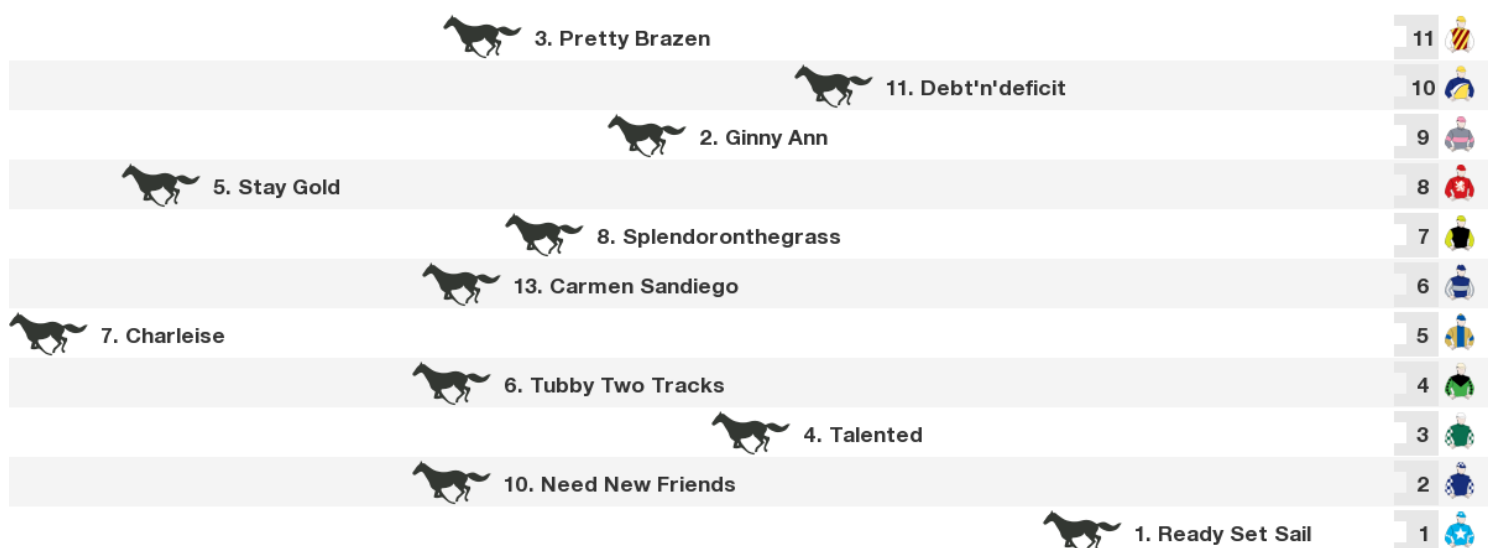 3. Pretty Brazen 11
11. Debt'n'deficit 10
2. Ginny Ann 9
5. Stay Gold 8
8. Splendoronthegrass 7
13. Carmen Sandiego 6
7. Charleise 5
6. Tubby Two Tracks 4
4. Talented 3
10. Need New Friends 2
1. Ready Set Sail 1